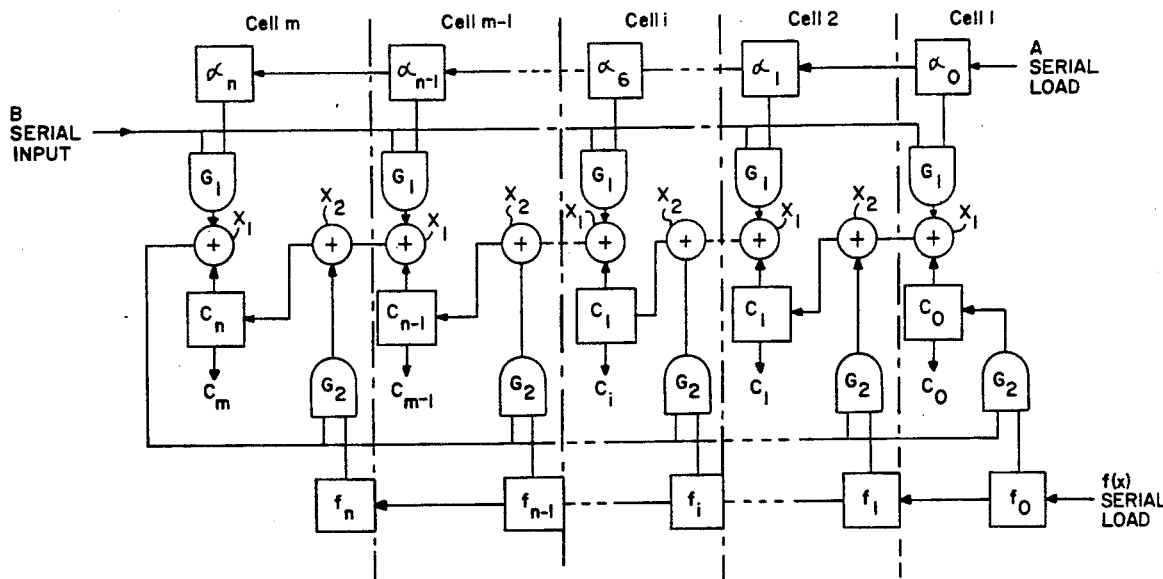 Cell m Cell m-1 Cell i Cell 2 Cell 1
αn αn-1 α6 α1 α0
A
SERIAL
LOAD
B
SERIAL
INPUT
G1 G1 G1 G1 G1
X2 X1 X2 X2
+ X1 + + X1 + + + + X1 + + X1
Cn Cn-1 C1 C1 C0
Cm Cm-1 Ci C1 C0
G2 G2 G2 G2 G2
fn fn-1 fi f1 f0
f(x)
SERIAL
LOAD